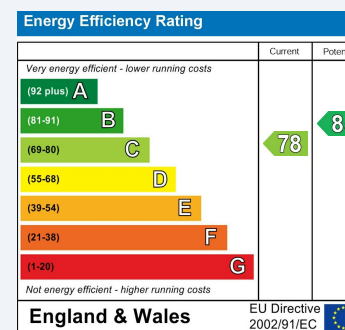 Energy Efficiency Rating
Current
Very energy efficient - lower running costs
(92 plus) A
(81-91) B
(69-80) C
78
(55-68) D
(39-54) E
(21-38) F
(1-20) G
Not energy efficient - higher running costs
England & Wales
EU Directive
2002/91/EC